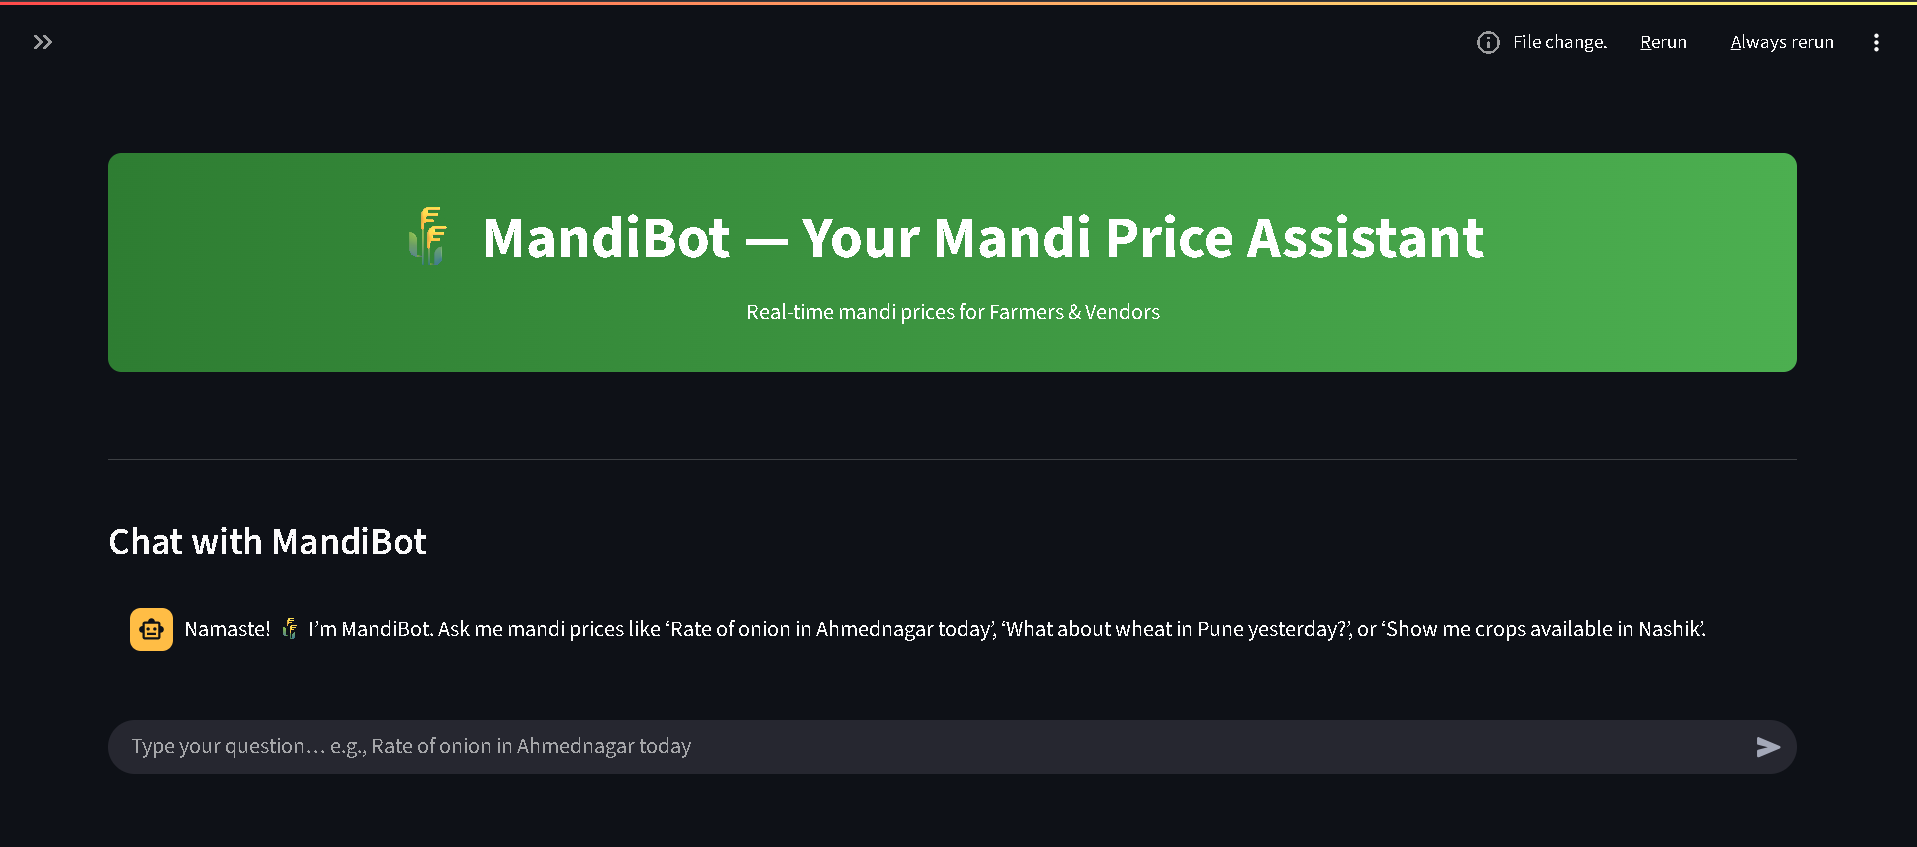 File change. Rerun Always rerun
MandiBot — Your Mandi Price Assistant
Real-time mandi prices for Farmers & Vendors
Chat with MandiBot
Namaste! I’m MandiBot. Ask me mandi prices like ‘Rate of onion in Ahmednagar today’, ‘What about wheat in Pune yesterday?’, or ‘Show me crops available in Nashik’.
Type your question… e.g., Rate of onion in Ahmednagar today